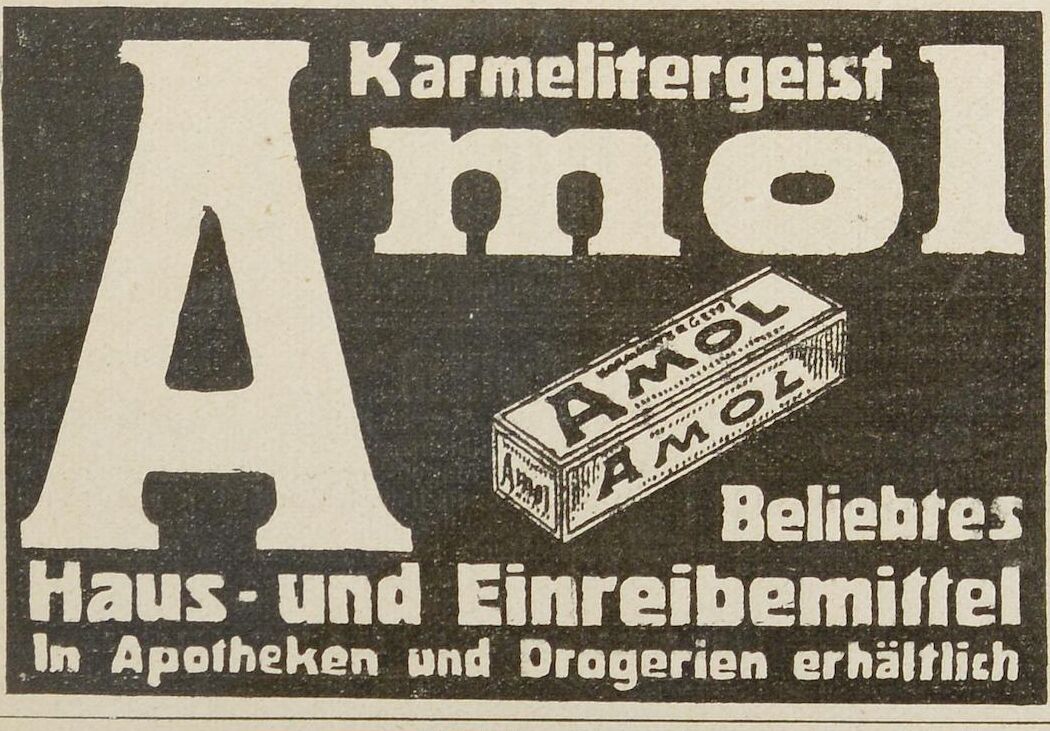 Karmelitergeist
Amol
AMOL
AMOL
Amol
Beliebtes
Haus- und Einreibemittel
In Apotheken und Drogerien erhältlich